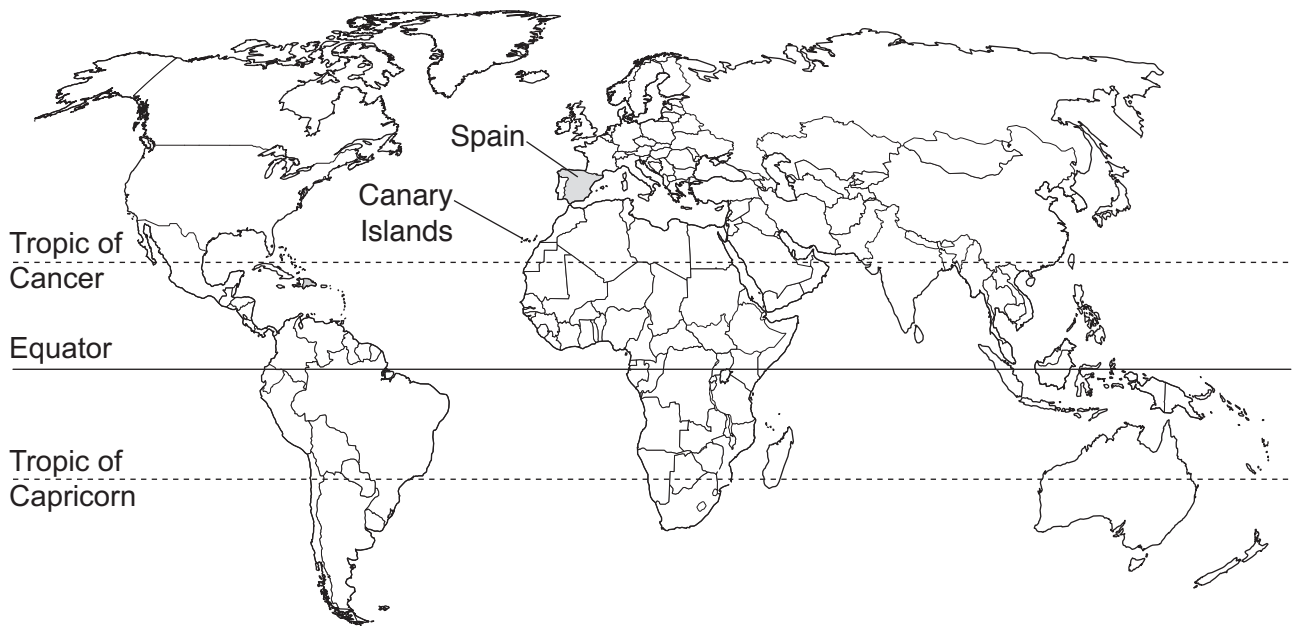 Spain
Canary
Islands
Tropic of
Cancer
Equator
Tropic of
Capricorn